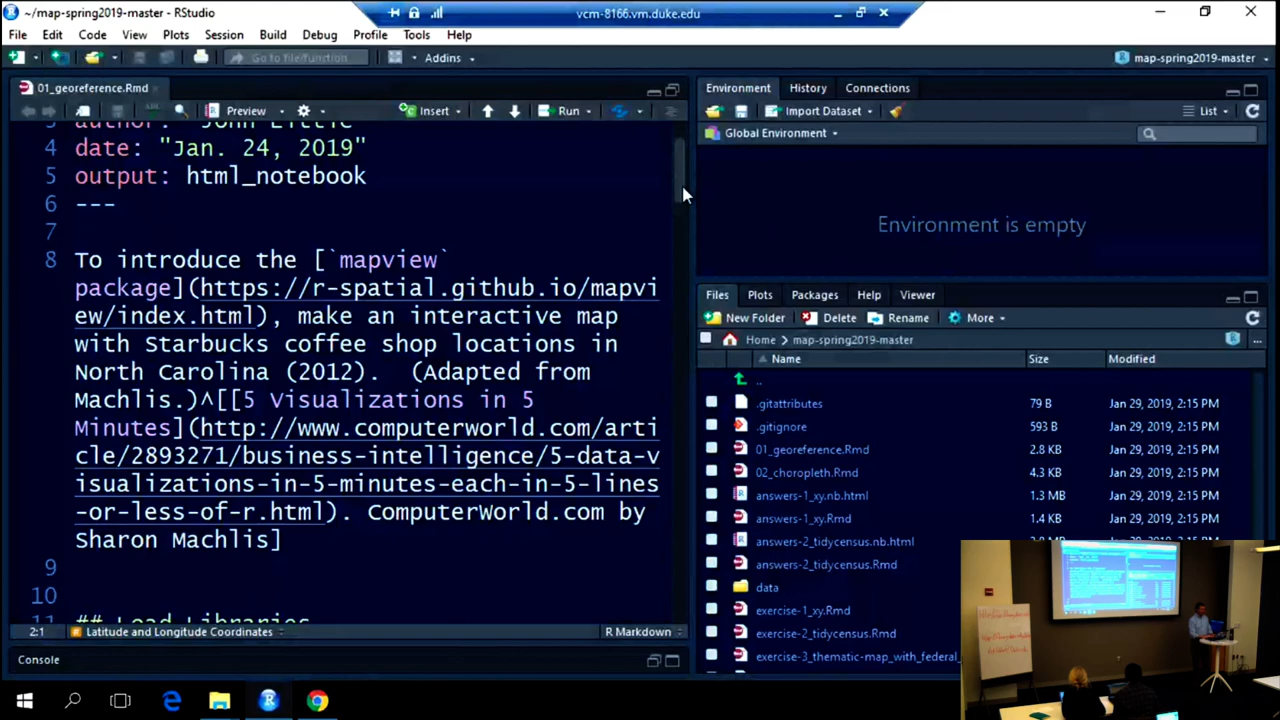 ~/map-spring2019-master - RStudio
vcm-8166.vm.duke.edu
File Edit Code View Plots Session Build Debug Profile Tools Help
Go to file/function
Addins
map-spring2019-master
01_georeference.Rmd
Preview
Insert
Run
4 date: "Jan. 24, 2019"
5 output: html_notebook
6 ---
7
8 To introduce the [`mapview`
package](https://r-spatial.github.io/mapvi
ew/index.html), make an interactive map
with Starbucks coffee shop locations in
North Carolina (2012). (Adapted from
Machlis.)^[[5 Visualizations in 5
Minutes](http://www.computerworld.com/arti
cle/2893271/business-intelligence/5-data-v
isualizations-in-5-minutes-each-in-5-lines
-or-less-of-r.html). ComputerWorld.com by
Sharon Machlis]
9
10
11 ## Load Libraries
2:1 Latitude and Longitude Coordinates R Markdown
Console
Environment History Connections
Import Dataset List
Global Environment
Environment is empty
Files Plots Packages Help Viewer
New Folder Delete Rename More
Home > map-spring2019-master
Name Size Modified
..
.gitattributes 79 B Jan 29, 2019, 2:15 PM
.gitignore 593 B Jan 29, 2019, 2:15 PM
01_georeference.Rmd 2.8 KB Jan 29, 2019, 2:15 PM
02_choropleth.Rmd 4.3 KB Jan 29, 2019, 2:15 PM
answers-1_xy.nb.html 1.3 MB Jan 29, 2019, 2:15 PM
answers-1_xy.Rmd 1.4 KB Jan 29, 2019, 2:15 PM
answers-2_tidycensus.nb.html
answers-2_tidycensus.Rmd
data
exercise-1_xy.Rmd
exercise-2_tidycensus.Rmd
exercise-3_thematic-map_with_federal_